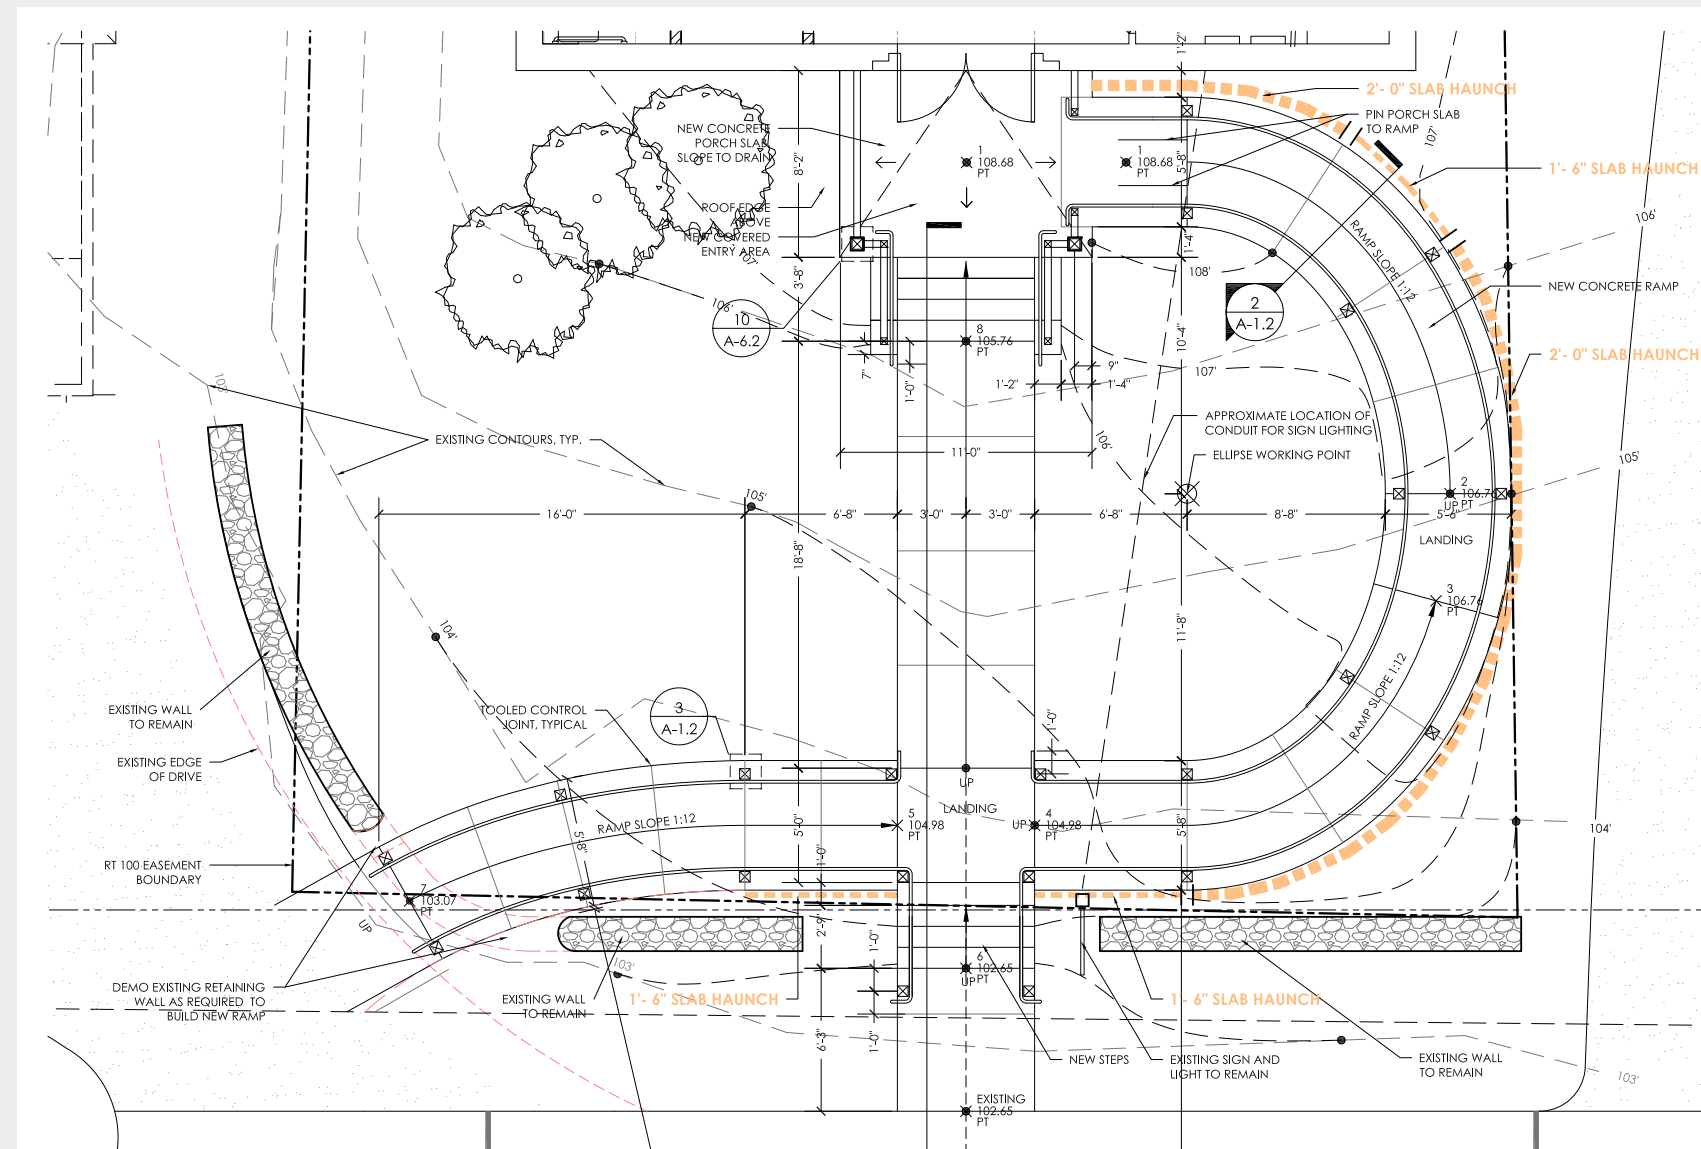 1'-2"
2'- 0" SLAB HAUNCH
PIN PORCH SLAB
TO RAMP
107'
NEW CONCRETE
PORCH SLAB
SLOPE TO DRAIN
8'-2"
1
108.68
PT
1
108.68
PT
5'-8"
1'- 6" SLAB HAUNCH
ROOF EDGE
ABOVE
NEW COVERED
ENTRY AREA
107'
106'
RAMP SLOPE 1:12
1'-4"
108'
3'-8"
106'
10
A-6.2
2
A-1.2
NEW CONCRETE RAMP
8
105.76
PT
10'-4"
2'- 0" SLAB HAUNCH
7"
1'-0"
1'-2"
9"
1'-4"
107'
103'
EXISTING CONTOURS, TYP.
106'
APPROXIMATE LOCATION OF
CONDUIT FOR SIGN LIGHTING
11'-0"
ELLIPSE WORKING POINT
105'
105'
2
106.76
UP PT
16'-0"
6'-8"
3'-0"
3'-0"
6'-8"
8'-8"
5'-6"
LANDING
18'-8"
3
106.76
PT
104'
11'-8"
RAMP SLOPE 1:12
EXISTING WALL
TO REMAIN
TOOLED CONTROL
JOINT, TYPICAL
3
A-1.2
1'-0"
EXISTING EDGE
OF DRIVE
UP
LANDING
RAMP SLOPE 1:12
5'-0"
5
104.98
PT
UP
4
104.98
PT
5'-8"
104'
5'-8"
1'-0"
RT 100 EASEMENT
BOUNDARY
7
103.07
PT
UP
2'-9"
1'-0"
103'
6
102.65
PT
UP
DEMO EXISTING RETAINING
WALL AS REQUIRED TO
BUILD NEW RAMP
EXISTING WALL
TO REMAIN
1'- 6" SLAB HAUNCH
1'- 6" SLAB HAUNCH
6'-3"
1'-0"
NEW STEPS
EXISTING SIGN AND
LIGHT TO REMAIN
EXISTING WALL
TO REMAIN
103'
EXISTING
102.65
PT